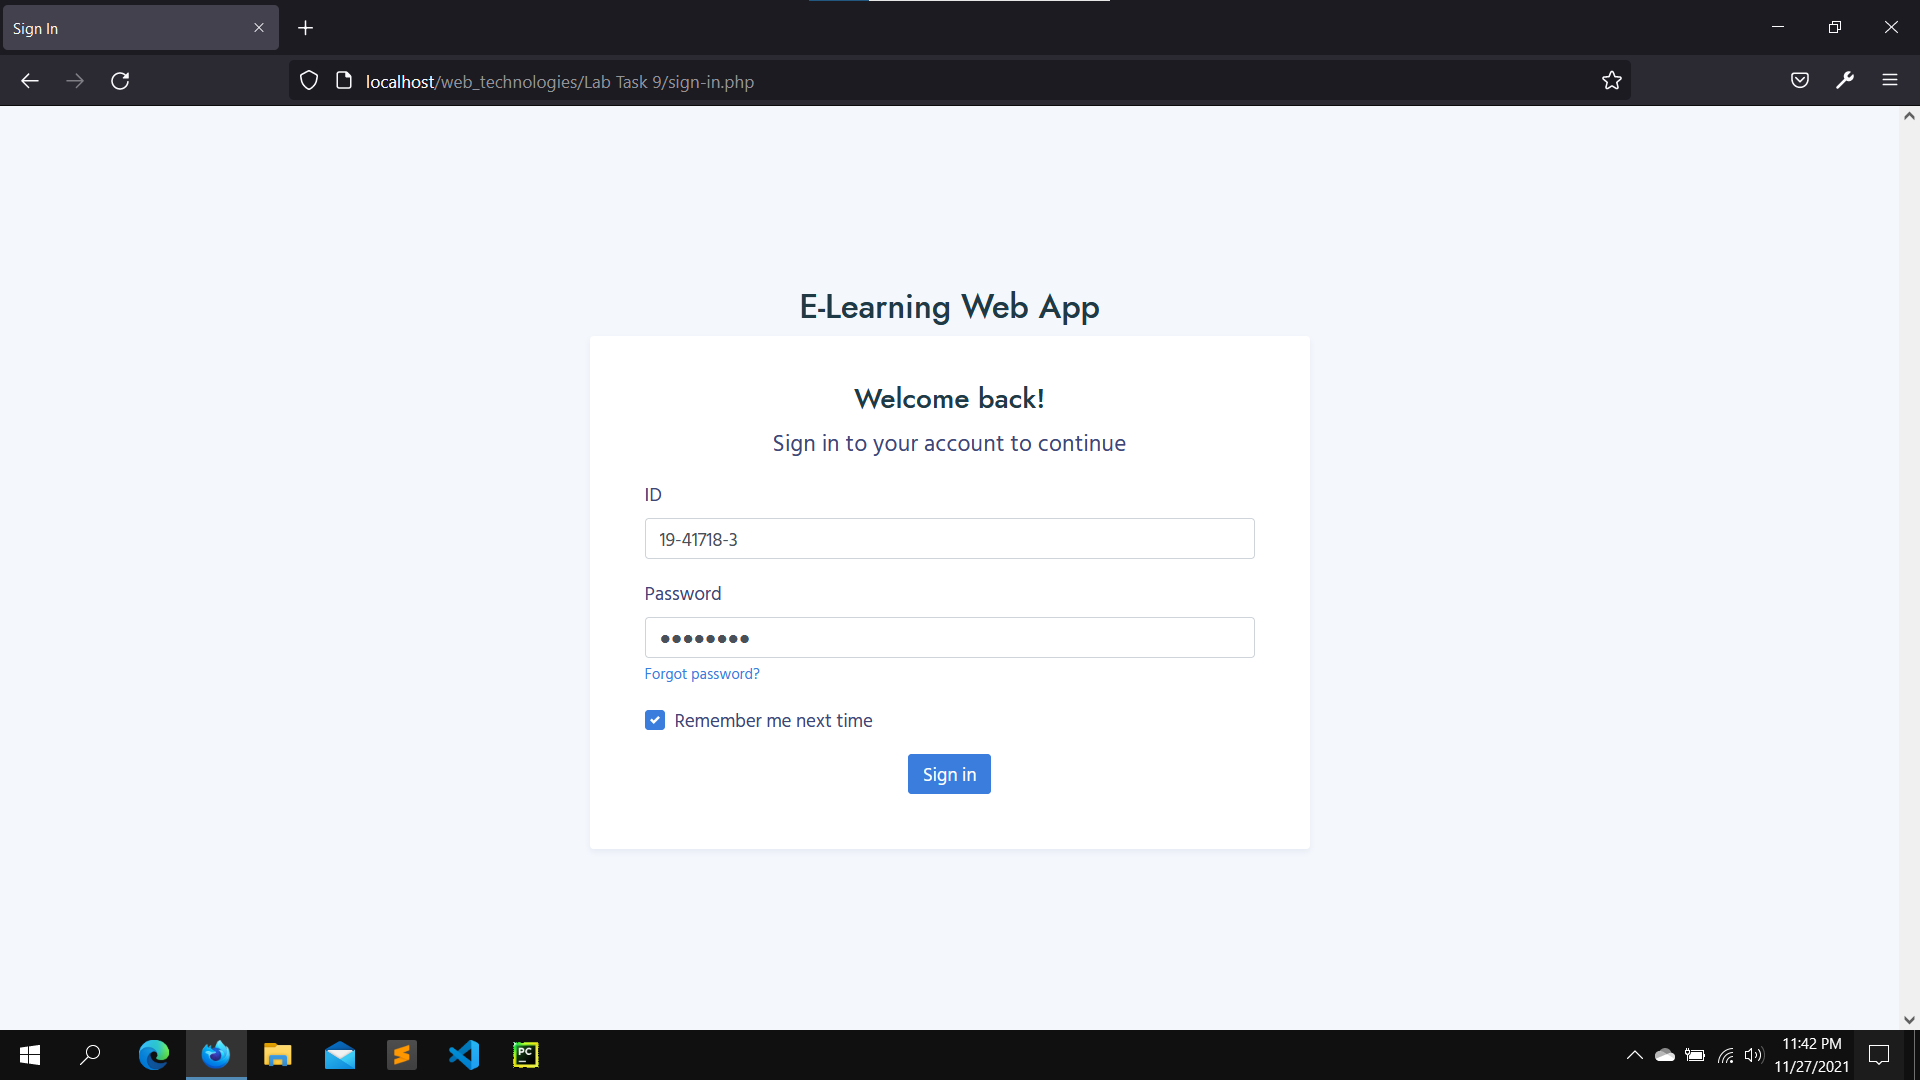 Sign In
localhost/web_technologies/Lab Task 9/sign-in.php
E-Learning Web App
Welcome back!
Sign in to your account to continue
ID
19-41718-3
Password
●●●●●●●●
Forgot password?
Remember me next time
Sign in
PC
11:42 PM
11/27/2021